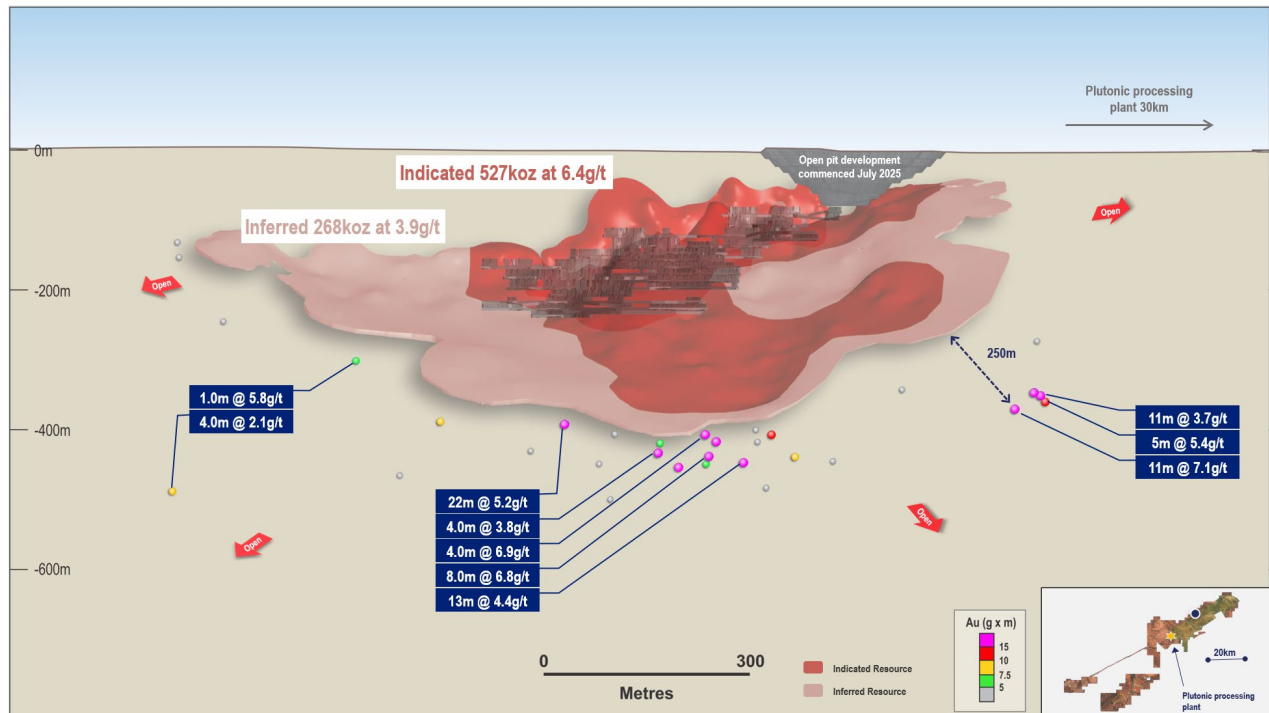 Plutonic processing
plant 30km
0m
Open pit development
commenced July 2025
Indicated 527koz at 6.4g/t
Inferred 268koz at 3.9g/t
Open
Open
-200m
250m
1.0m @ 5.8g/t
4.0m @ 2.1g/t
-400m
11m @ 3.7g/t
5m @ 5.4g/t
11m @ 7.1g/t
22m @ 5.2g/t
4.0m @ 3.8g/t
4.0m @ 6.9g/t
8.0m @ 6.8g/t
13m @ 4.4g/t
Open
Open
-600m
0
300
Metres
Indicated Resource
Inferred Resource
Au (g x m)
15
10
7.5
5
20km
Plutonic processing
plant